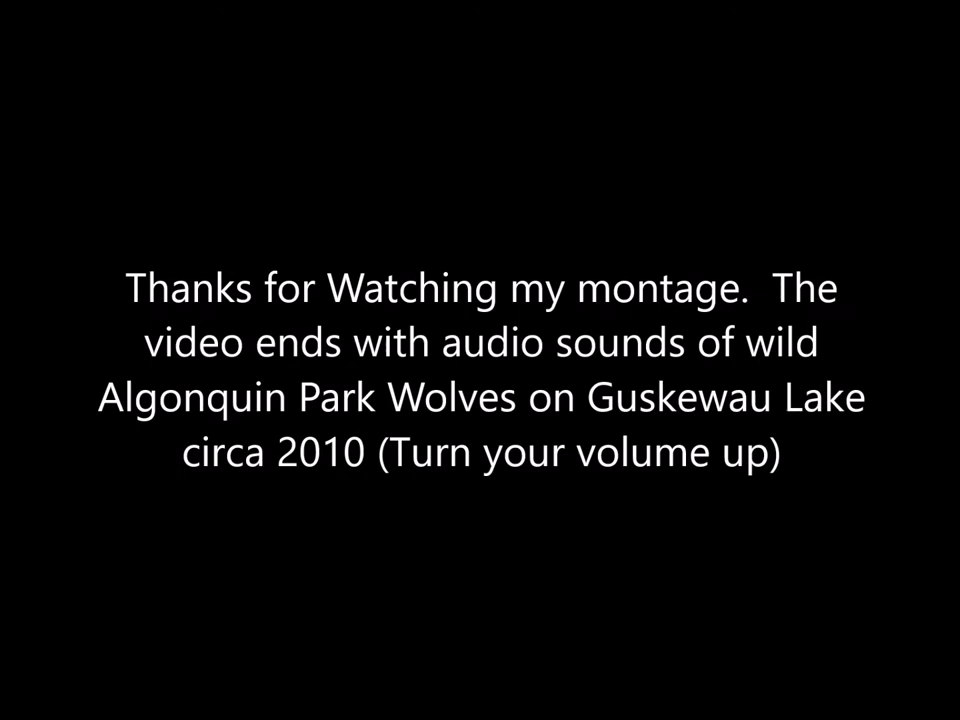 Thanks for Watching my montage.  The
video ends with audio sounds of wild
Algonquin Park Wolves on Guskewau Lake
circa 2010 (Turn your volume up)